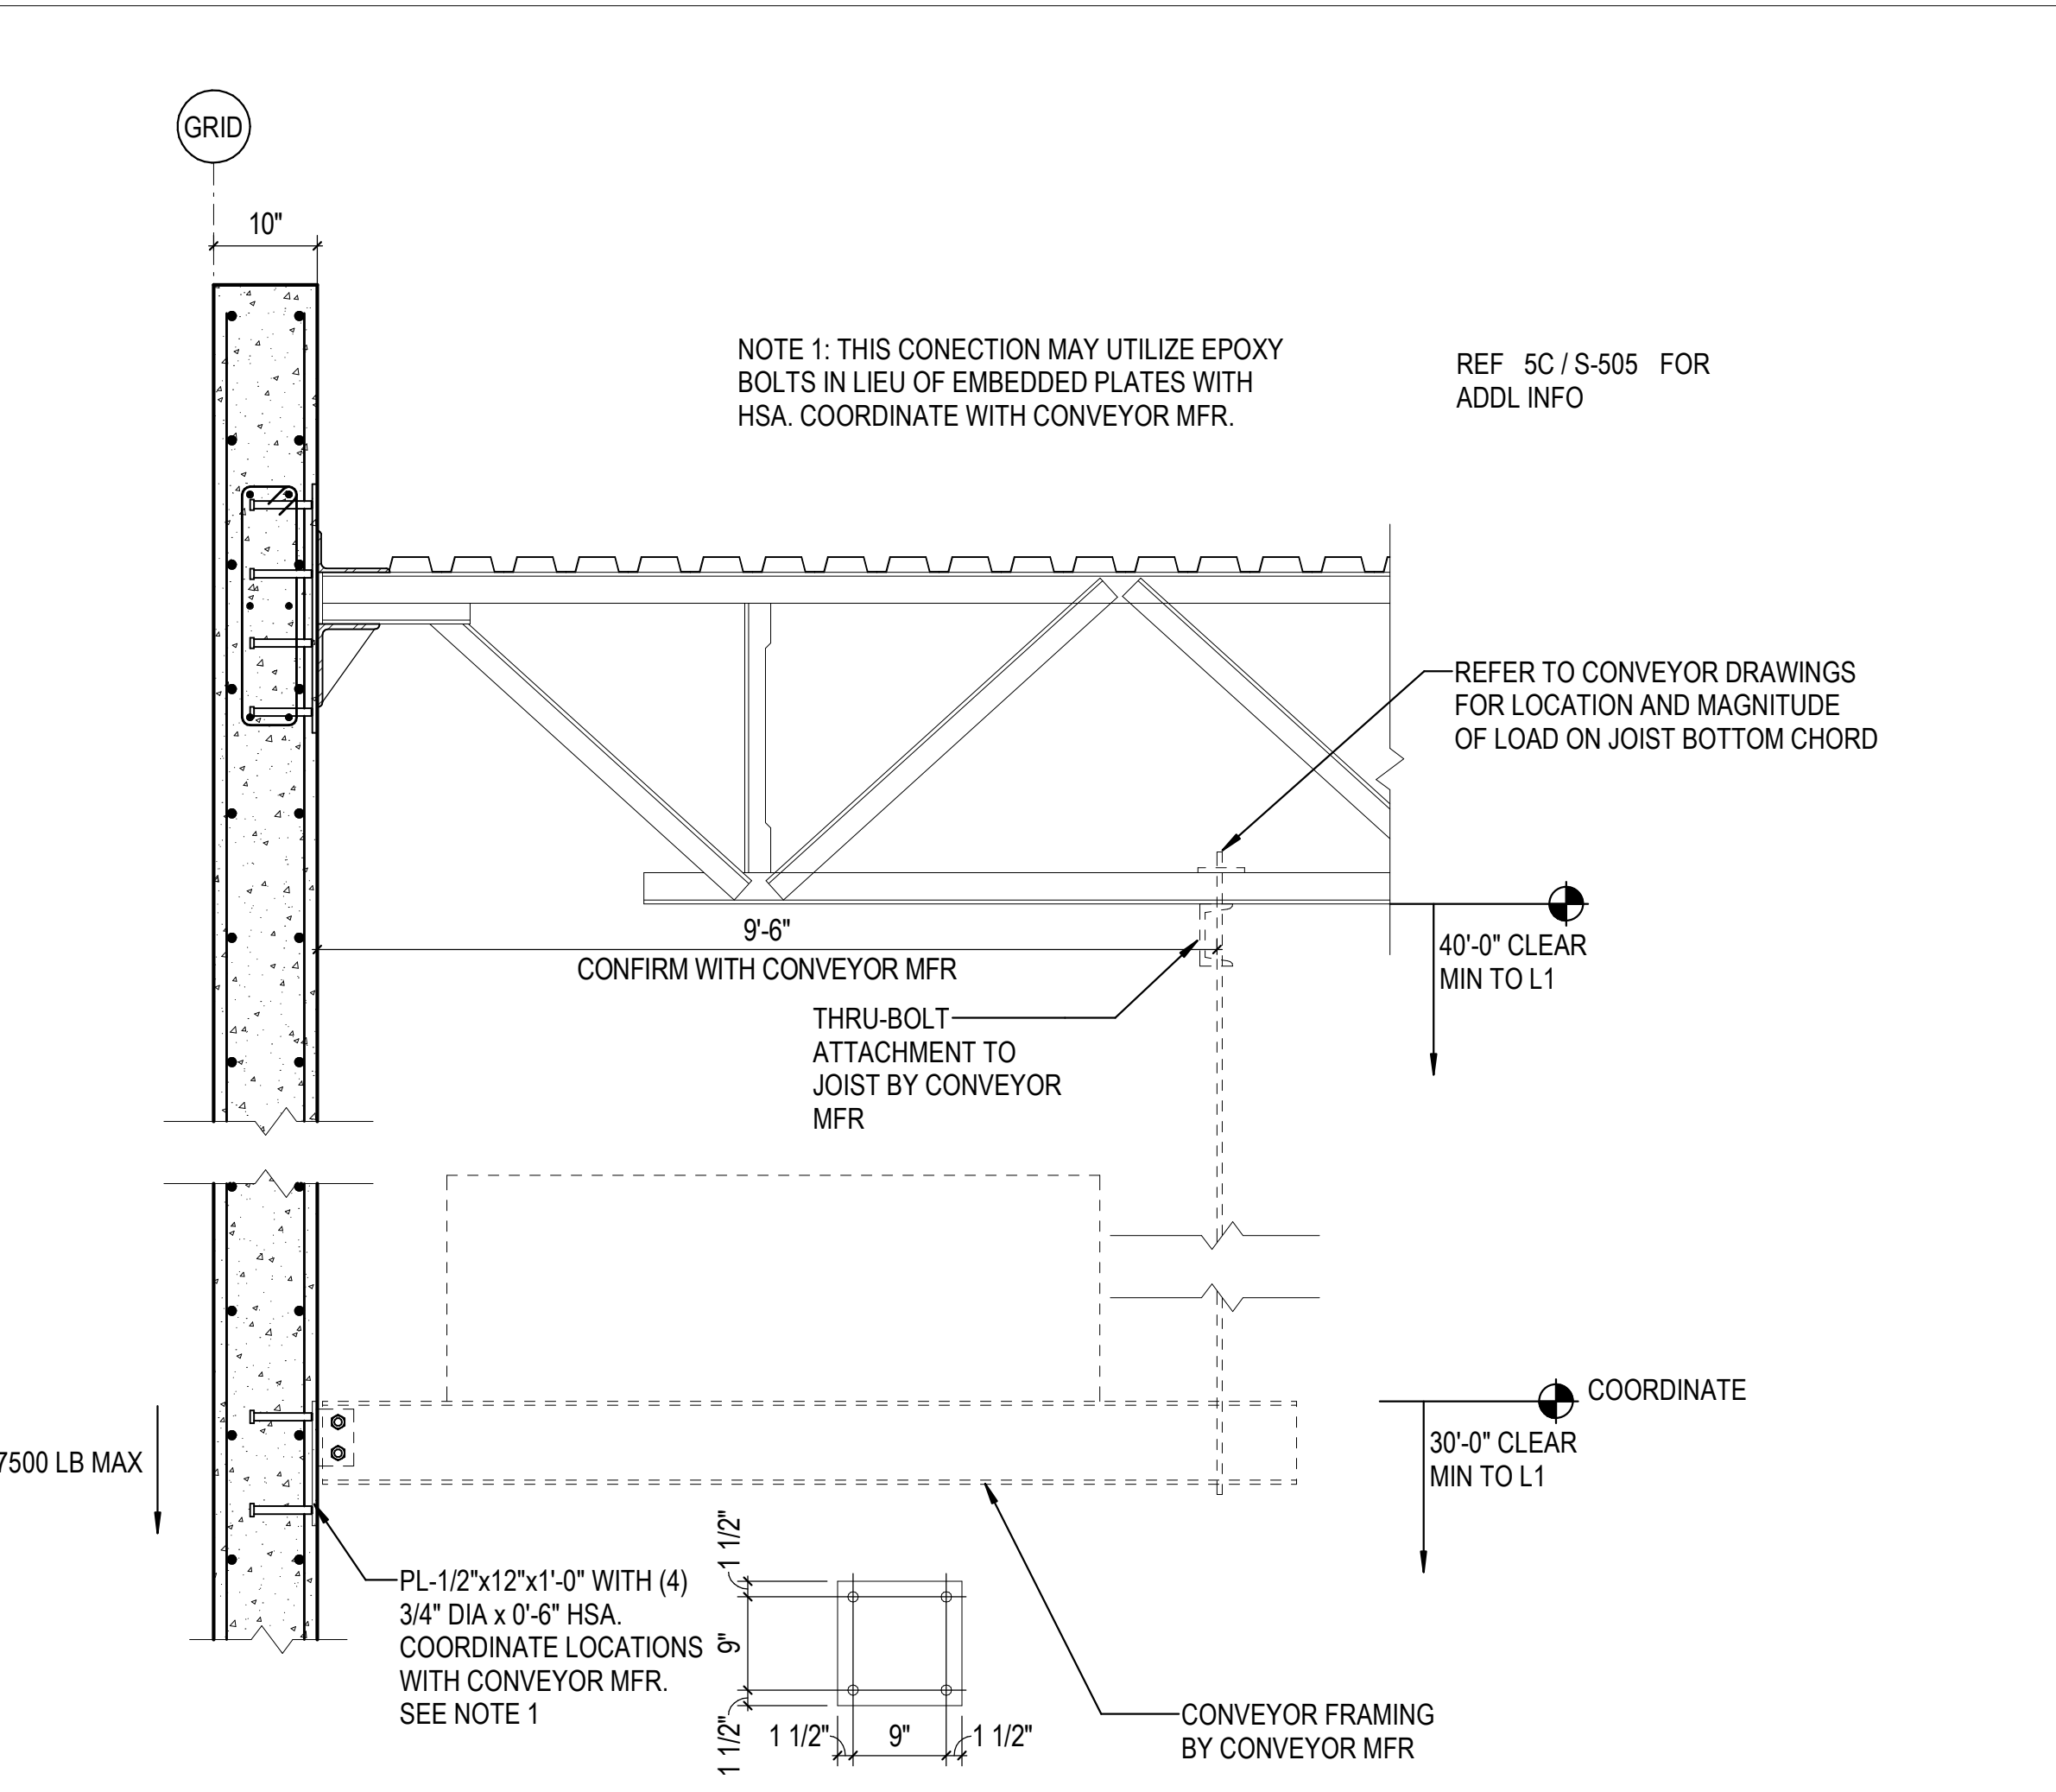 GRID
10"
NOTE 1: THIS CONECTION MAY UTILIZE EPOXY
BOLTS IN LIEU OF EMBEDDED PLATES WITH
HSA. COORDINATE WITH CONVEYOR MFR.
REF 5C / S-505 FOR
ADDL INFO
REFER TO CONVEYOR DRAWINGS
FOR LOCATION AND MAGNITUDE
OF LOAD ON JOIST BOTTOM CHORD
9'-6"
CONFIRM WITH CONVEYOR MFR
40'-0" CLEAR
MIN TO L1
THRU-BOLT
ATTACHMENT TO
JOIST BY CONVEYOR
MFR
COORDINATE
30'-0" CLEAR
MIN TO L1
7500 LB MAX
PL-1/2"x12"x1'-0" WITH (4)
3/4" DIA x 0'-6" HSA.
COORDINATE LOCATIONS
WITH CONVEYOR MFR.
SEE NOTE 1
1 1/2"
9"
1 1/2"
1 1/2"
9"
1 1/2"
CONVEYOR FRAMING
BY CONVEYOR MFR